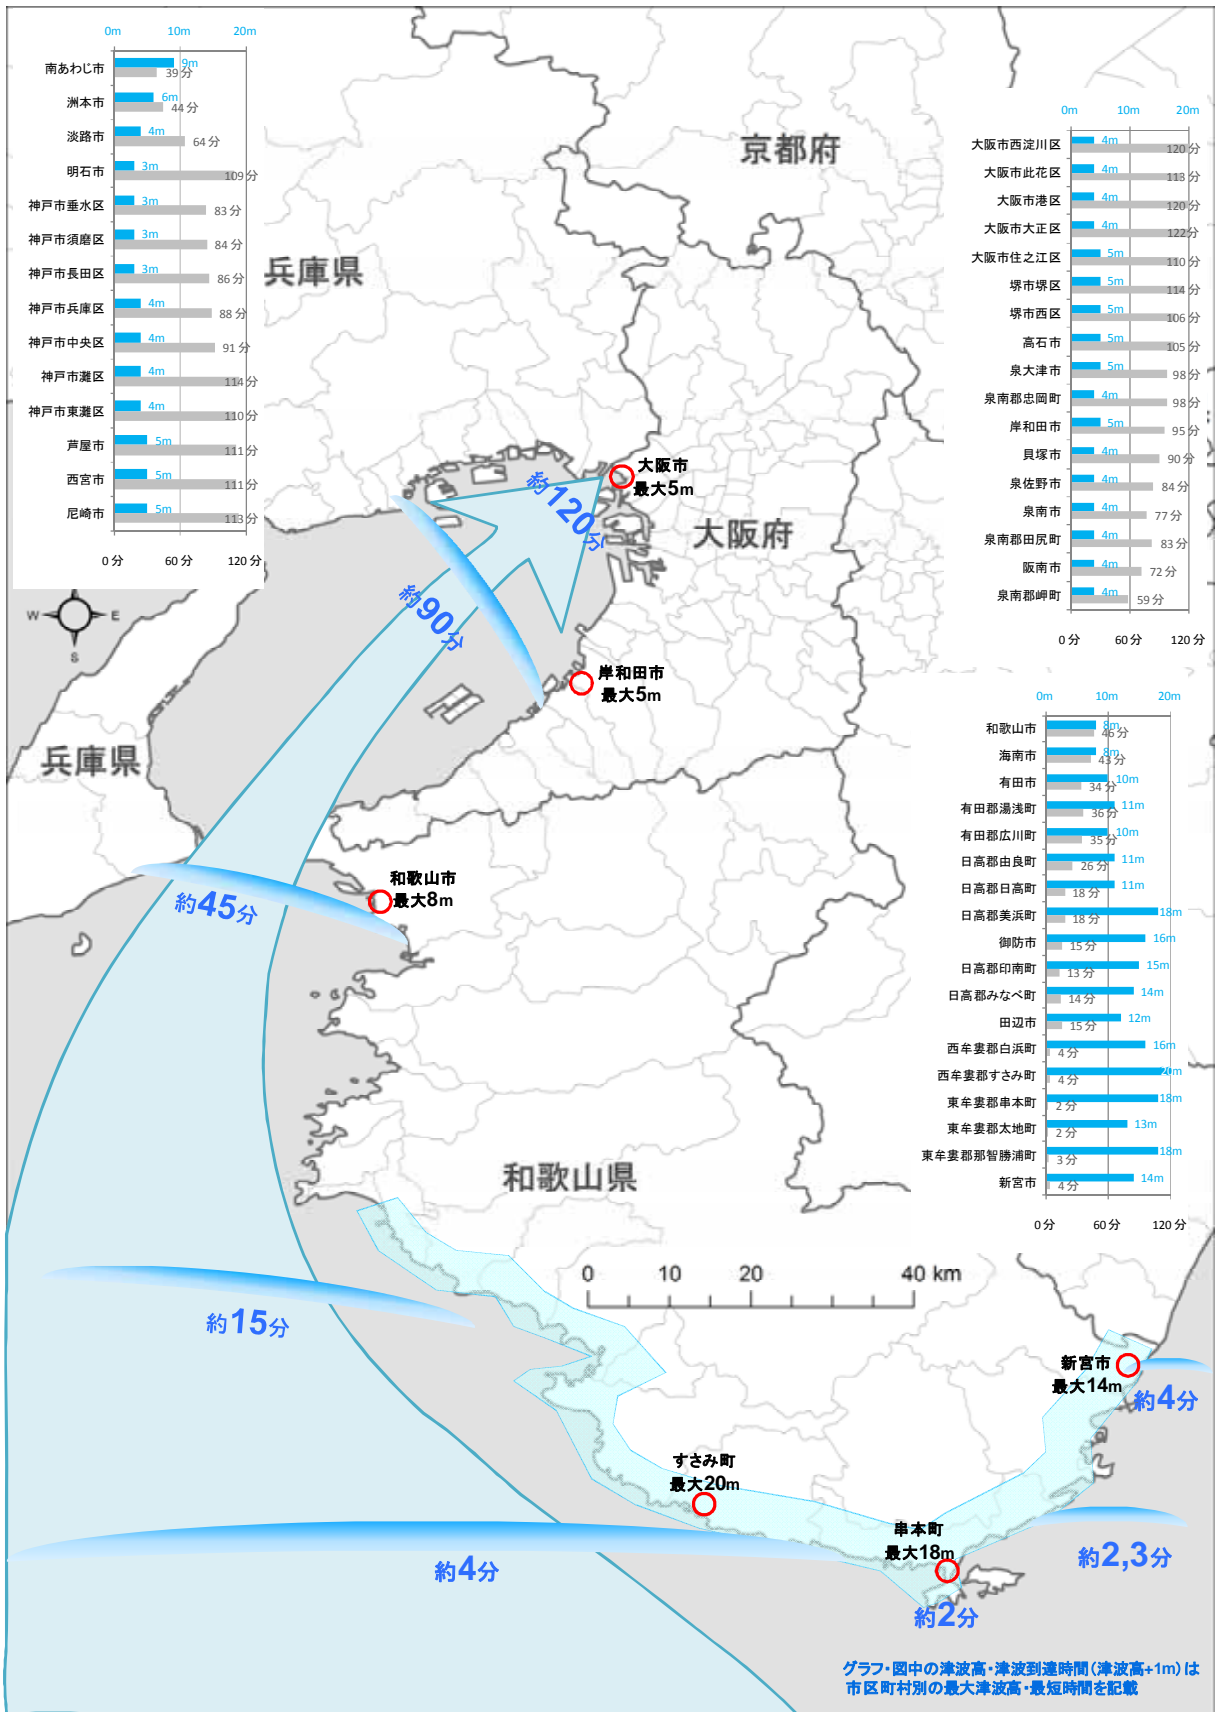 0m 10m 20m
南あわじ市 9m 39分
洲本市 6m 44分
淡路市 4m 64分
明石市 3m 109分
神戸市垂水区 3m 83分
神戸市須磨区 3m 84分
神戸市長田区 3m 86分
神戸市兵庫区 4m 88分
神戸市中央区 4m 91分
神戸市灘区 4m 114分
神戸市東灘区 4m 110分
芦屋市 5m 111分
西宮市 5m 111分
尼崎市 5m 113分
0分 60分 120分
W E
S
京都府
兵庫県
0m 10m 20m
大阪市西淀川区 4m 120分
大阪市此花区 4m 113分
大阪市港区 4m 120分
大阪市大正区 4m 122分
大阪市住之江区 5m 110分
堺市堺区 5m 114分
堺市西区 5m 106分
高石市 5m 105分
泉大津市 5m 98分
泉南郡忠岡町 4m 98分
岸和田市 5m 95分
貝塚市 4m 90分
泉佐野市 4m 84分
泉南市 4m 77分
泉南郡田尻町 4m 83分
阪南市 4m 72分
泉南郡岬町 4m 59分
0分 60分 120分
大阪市
最大5m
約120分
大阪府
約90分
岸和田市
最大5m
兵庫県
0m 10m 20m
和歌山市 8m 46分
海南市 8m 43分
有田市 10m 34分
有田郡湯浅町 11m 36分
有田郡広川町 10m 35分
日高郡由良町 11m 26分
日高郡日高町 11m 18分
日高郡美浜町 18m 18分
御防市 16m 15分
日高郡印南町 15m 13分
日高郡みなべ町 14m 14分
田辺市 12m 15分
西牟婁郡白浜町 16m 4分
西牟婁郡すさみ町 20m 4分
東牟婁郡串本町 18m 2分
東牟婁郡太地町 13m 2分
東牟婁郡那智勝浦町 18m 3分
新宮市 14m 4分
0分 60分 120分
和歌山市
最大8m
約45分
和歌山県
0 10 20 40 km
約15分
新宮市
最大14m
約4分
すさみ町
最大20m
串本町
最大18m
約4分
約2,3分
約2分
グラフ・図中の津波高・津波到達時間(津波高+1m)は
市区町村別の最大津波高・最短時間を記載